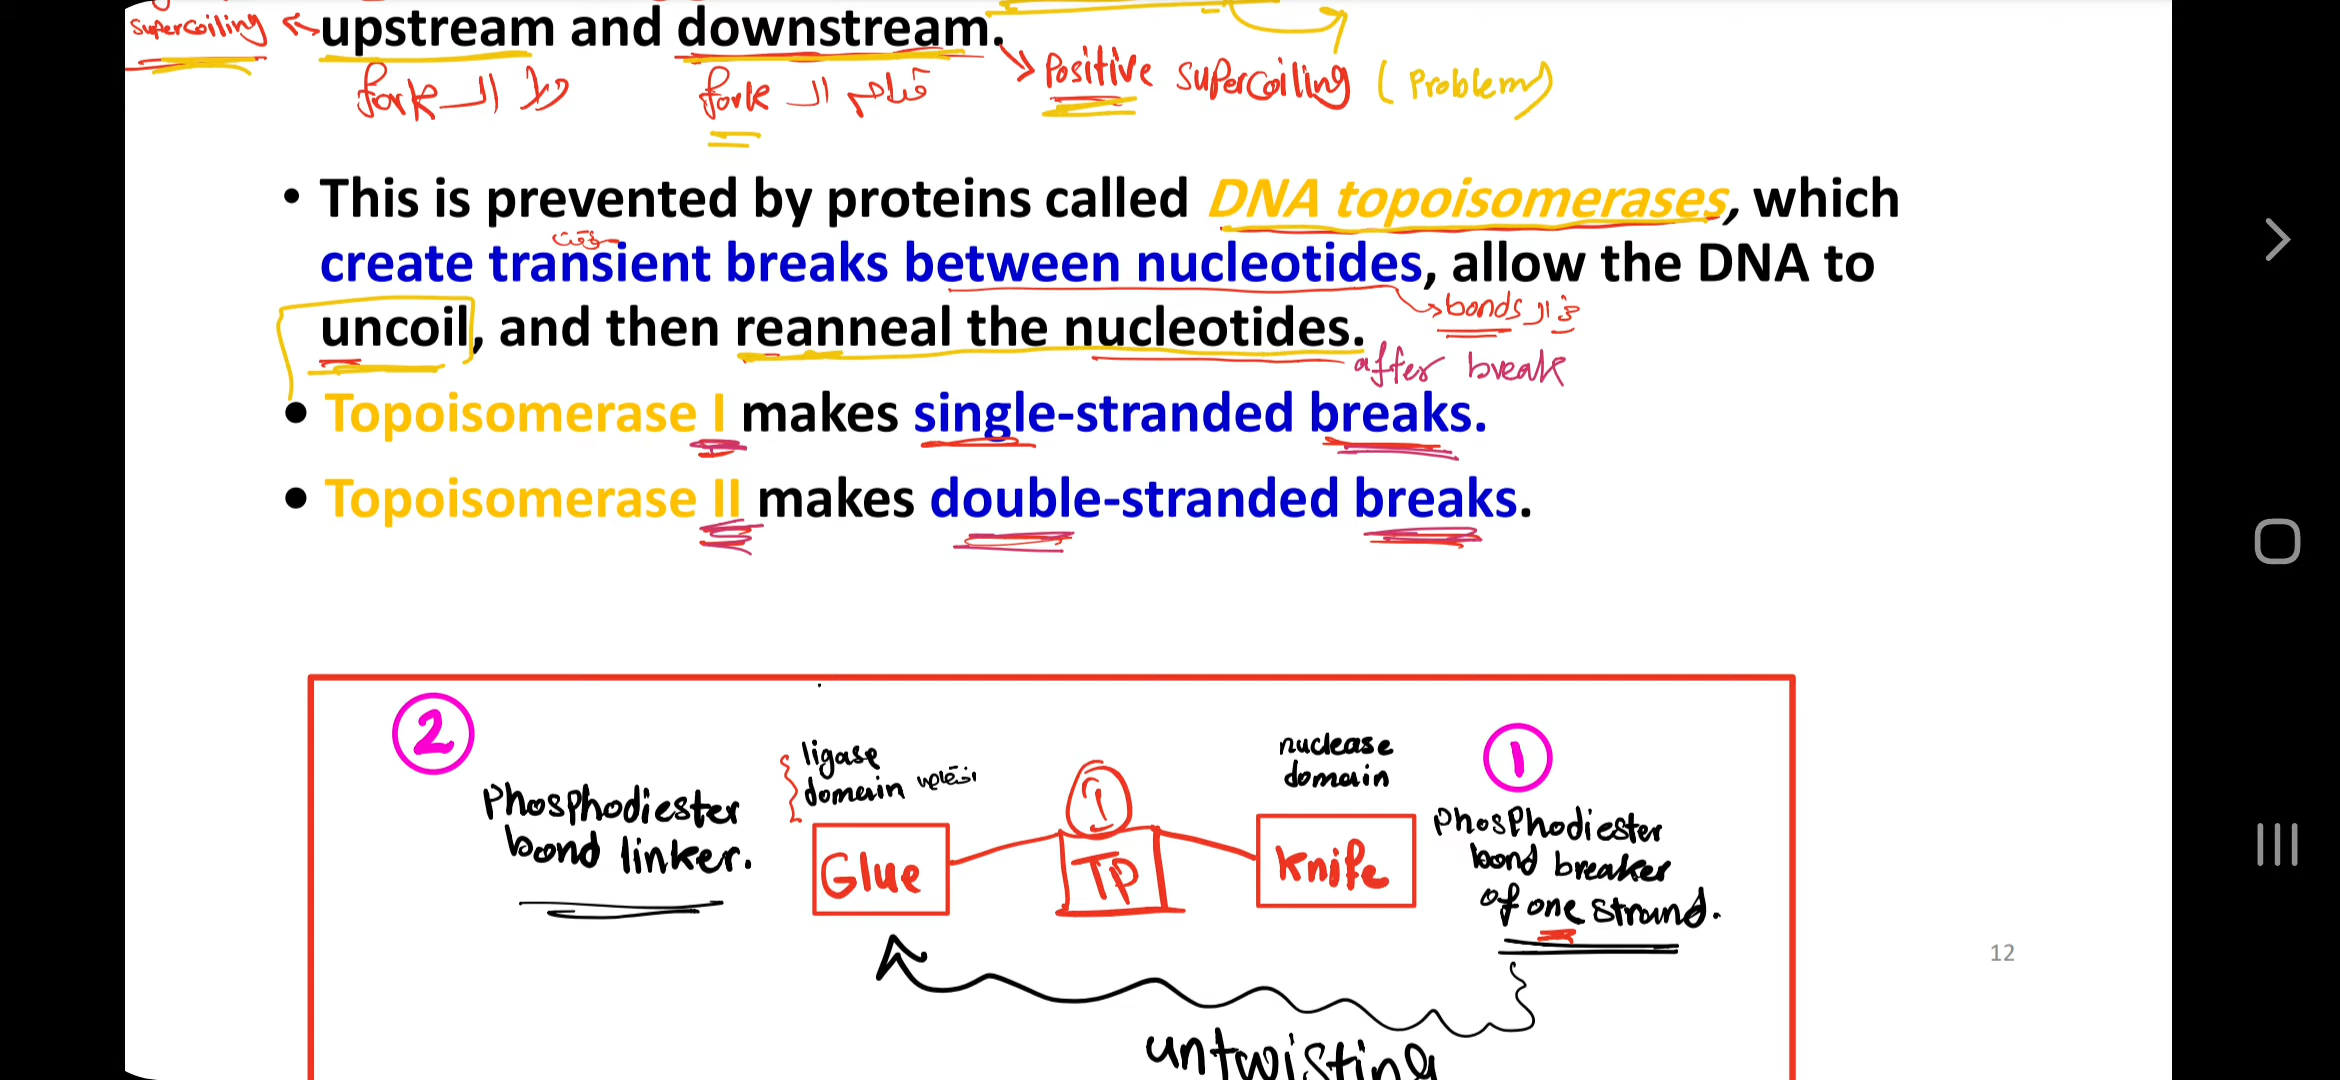 supercoiling
upstream and downstream.
ورا الـ fork
قدام الـ fork
Positive supercoiling (Problem)
• This is prevented by proteins called DNA topoisomerases, which
مؤقت
create transient breaks between nucleotides, allow the DNA to
bonds
uncoil, and then reanneal the nucleotides.
after break
• Topoisomerase I makes single-stranded breaks.
• Topoisomerase II makes double-stranded breaks.
2
Phosphodiester
bond linker.
ligase
domain
Glue
1
TP
nuclease
domain
Knife
1
Phosphodiester
bond breaker
of one strand.
untwisting
12